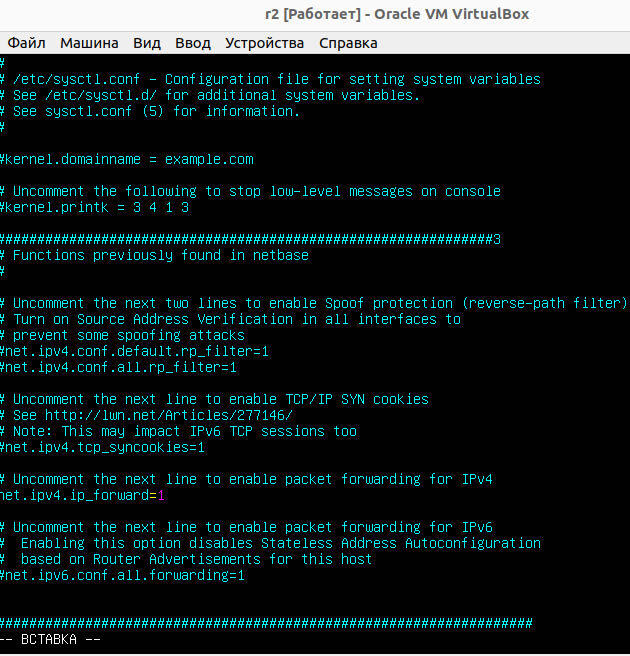 r2 [Работает] - Oracle VM VirtualBox
Файл Машина Вид Ввод Устройства Справка
#
# /etc/sysctl.conf - Configuration file for setting system variables
# See /etc/sysctl.d/ for additional system variables.
# See sysctl.conf (5) for information.
#
#kernel.domainname = example.com
# Uncomment the following to stop low-level messages on console
#kernel.printk = 3 4 1 3
##############################################################3
# Functions previously found in netbase
#
# Uncomment the next two lines to enable Spoof protection (reverse-path filter)
# Turn on Source Address Verification in all interfaces to
# prevent some spoofing attacks
#net.ipv4.conf.default.rp_filter=1
#net.ipv4.conf.all.rp_filter=1
# Uncomment the next line to enable TCP/IP SYN cookies
# See http://lwn.net/Articles/277146/
# Note: This may impact IPv6 TCP sessions too
#net.ipv4.tcp_syncookies=1
# Uncomment the next line to enable packet forwarding for IPv4
net.ipv4.ip_forward=1
# Uncomment the next line to enable packet forwarding for IPv6
#  Enabling this option disables Stateless Address Autoconfiguration
#  based on Router Advertisements for this host
#net.ipv6.conf.all.forwarding=1
###################################################################
-- ВСТАВКА --